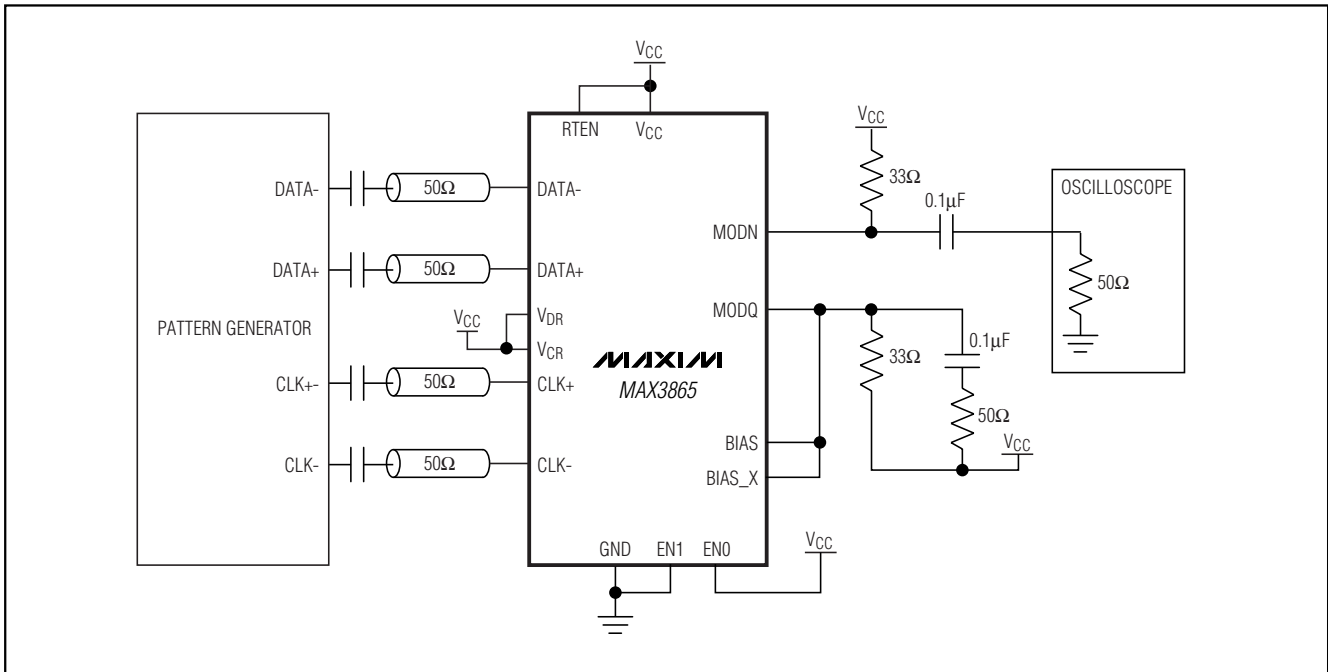 VCC
RTEN
VCC
VCC
33Ω
0.1µF
OSCILLOSCOPE
50Ω
PATTERN GENERATOR
DATA-
50Ω
DATA-
DATA+
50Ω
DATA+
VCC
VDR
VCR
CLK+-
50Ω
CLK+
CLK-
50Ω
CLK-
MAXIM
MAX3865
MODN
MODQ
33Ω
0.1µF
50Ω
VCC
BIAS
BIAS_X
GND
EN1
EN0
VCC